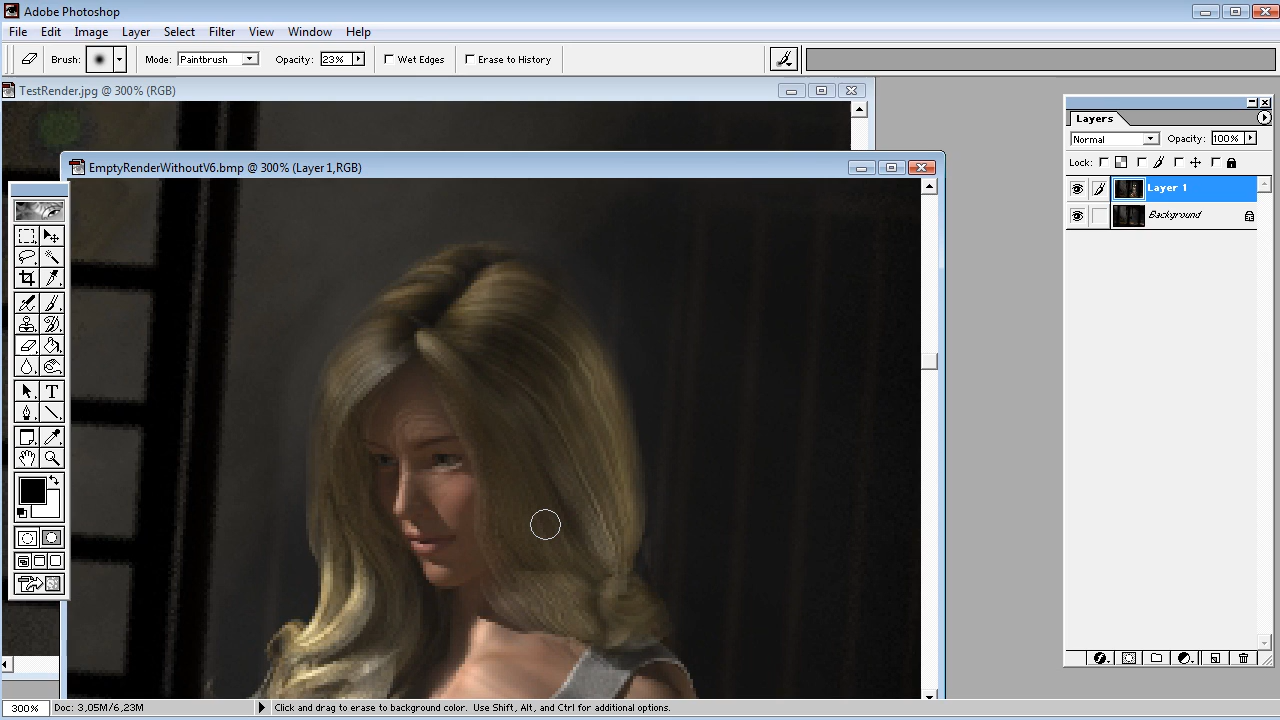 Adobe Photoshop
File Edit Image Layer Select Filter View Window Help
Brush: Mode: Paintbrush Opacity: 23% Wet Edges Erase to History
TestRender.jpg @ 300% (RGB)
EmptyRenderWithoutV6.bmp @ 300% (Layer 1,RGB)
T
Layers
Normal Opacity: 100%
Lock:
Layer 1
Background
300% Doc: 3,05M/6,23M Click and drag to erase to background color. Use Shift, Alt, and Ctrl for additional options.